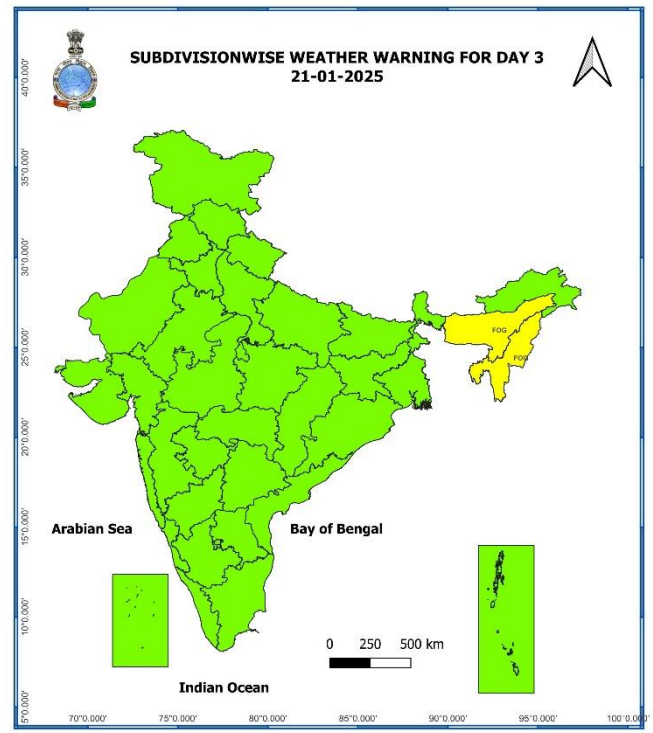 SUBDIVISIONWISE WEATHER WARNING FOR DAY 3
21-01-2025
40°0.000'
35°0.000'
30°0.000'
25°0.000'
20°0.000'
15°0.000'
10°0.000'
5°0.000'
FOG
FOG
Arabian Sea
Bay of Bengal
0 250 500 km
Indian Ocean
70°0.000'
75°0.000'
80°0.000'
85°0.000'
90°0.000'
95°0.000'
100°0.000'